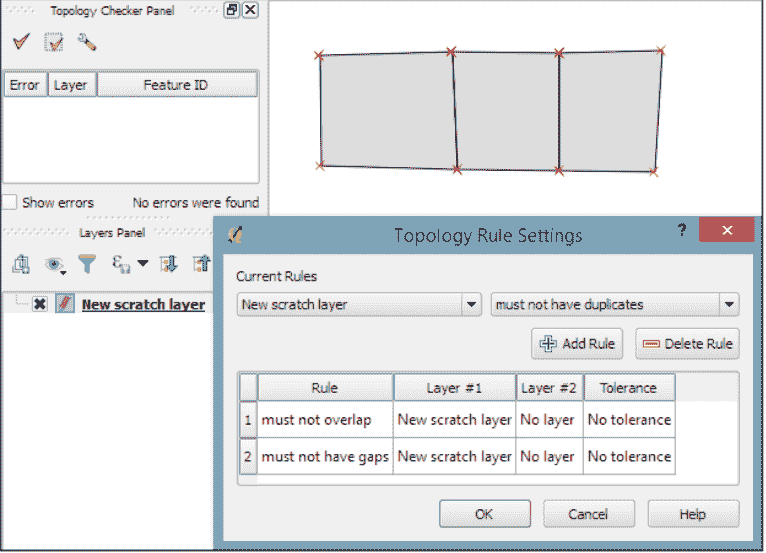 Topology Checker Panel
Error Layer Feature ID
Show errors No errors were found
Layers Panel
New scratch layer
Topology Rule Settings ?
Current Rules
New scratch layer must not have duplicates
Add Rule Delete Rule
Rule Layer #1 Layer #2 Tolerance
1 must not overlap New scratch layer No layer No tolerance
2 must not have gaps New scratch layer No layer No tolerance
OK Cancel Help